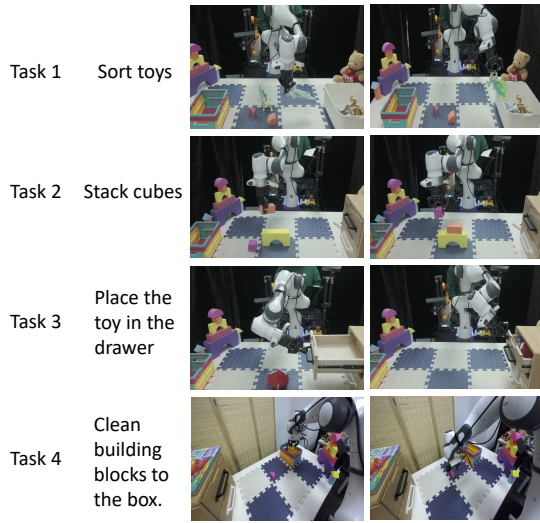 Task 1 Sort toys
Task 2 Stack cubes
Task 3 Place the
toy in the
drawer
Task 4 Clean
building
blocks to
the box.